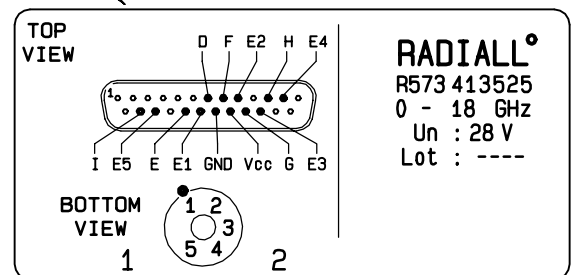 TOP
VIEW
D F E2 H E4
1
I E5 E E1 GND Vcc G E3
BOTTOM
VIEW
1 2
3
5 4
1 2
RADIALL°
R573 413525
0 - 18 GHz
Un : 28 V
Lot : ----